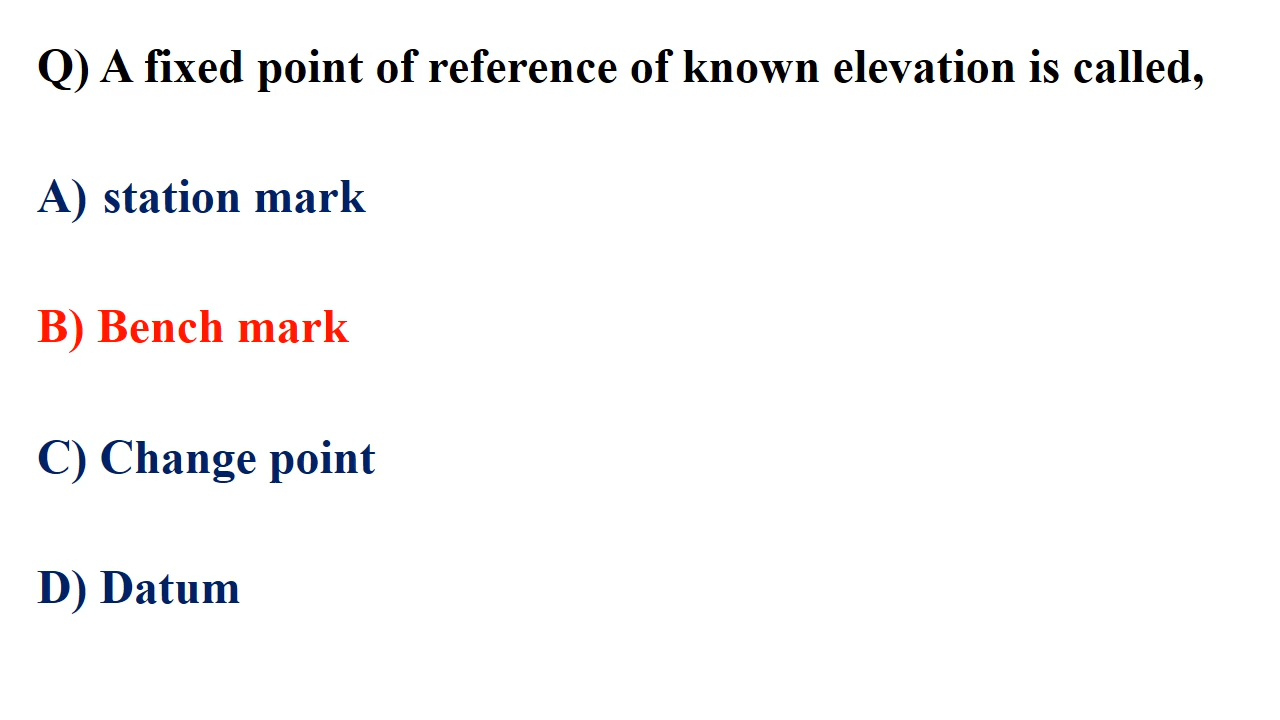 Q) A fixed point of reference of known elevation is called,
A) station mark
B) Bench mark
C) Change point
D) Datum